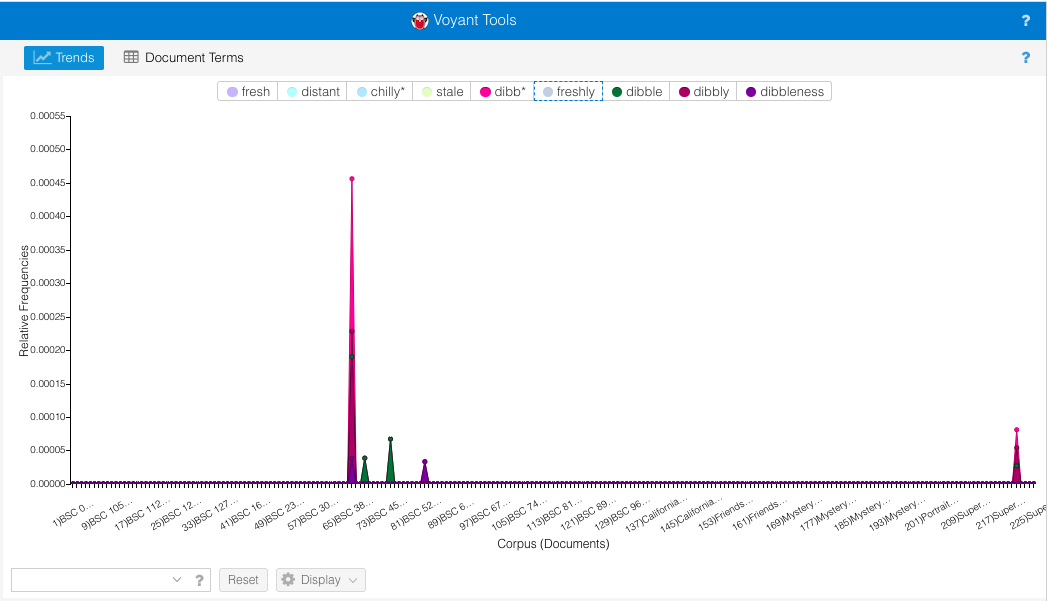 Voyant Tools ?
Trends Document Terms ?
fresh distant chilly* stale dibb* freshly dibble dibbly dibbleness
0.00055
0.00050
0.00045
0.00040
0.00035
0.00030
0.00025
0.00020
0.00015
0.00010
0.00005
0.00000
Relative Frequencies
1)BSC 0...
9)BSC 105...
17)BSC 112...
25)BSC 12...
33)BSC 127...
41)BSC 16...
49)BSC 23...
57)BSC 30...
65)BSC 38...
73)BSC 45...
81)BSC 52...
89)BSC 6...
97)BSC 67...
105)BSC 74...
113)BSC 81...
121)BSC 89...
129)BSC 96...
137)California...
145)California...
153)Friends...
161)Friends...
169)Mystery...
177)Mystery...
185)Mystery...
193)Mystery...
201)Portrait...
209)Super...
217)Super...
225)Supe
Corpus (Documents)
? Reset Display